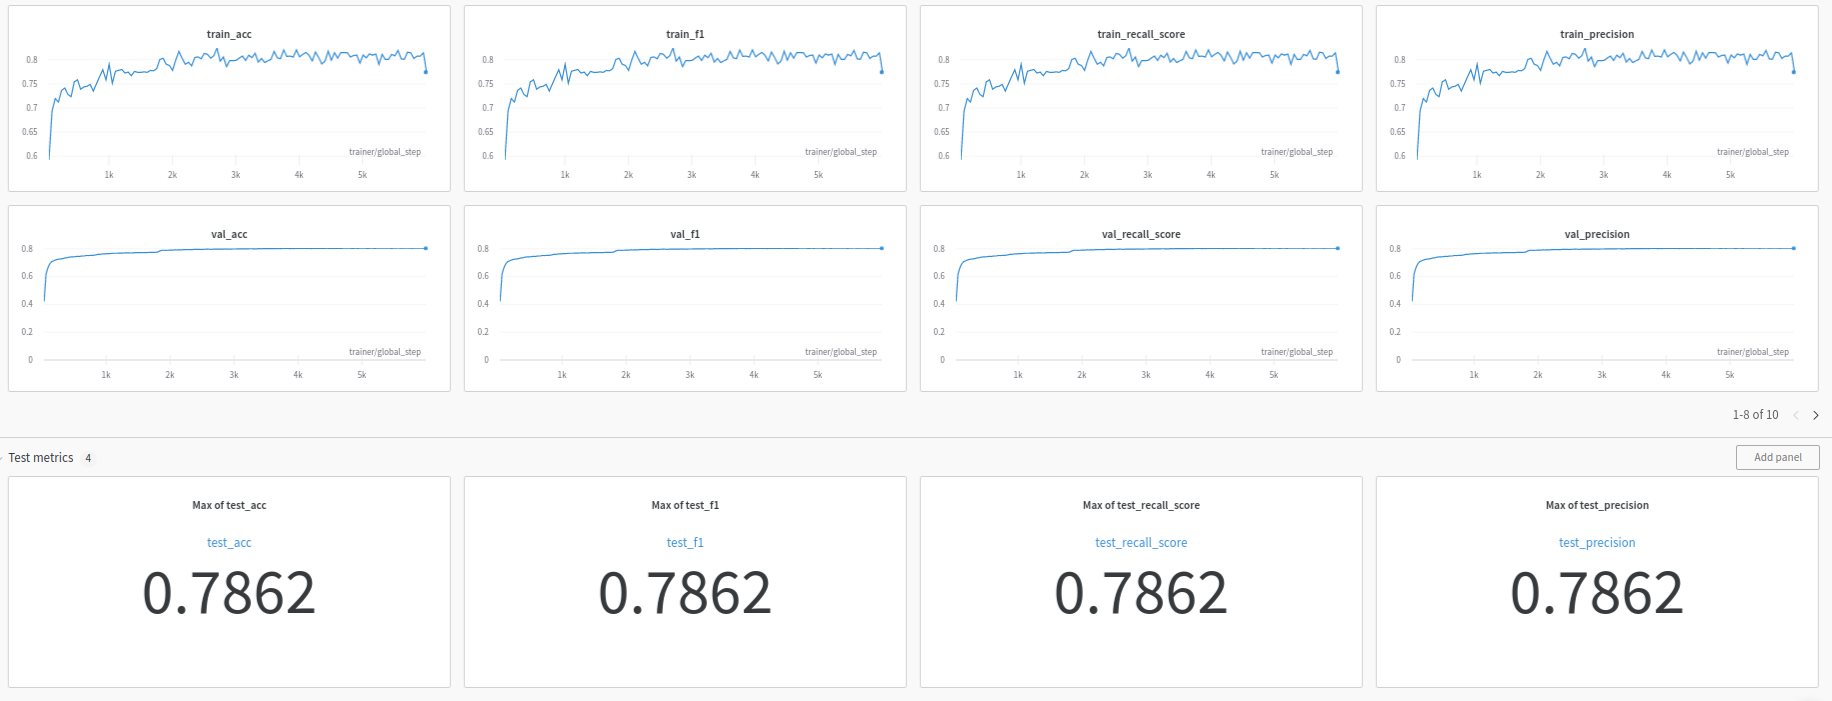 train_acc
0.8
0.75
0.7
0.65
0.6
trainer/global_step
1k 2k 3k 4k 5k
train_f1
0.8
0.75
0.7
0.65
0.6
trainer/global_step
1k 2k 3k 4k 5k
train_recall_score
0.8
0.75
0.7
0.65
0.6
trainer/global_step
1k 2k 3k 4k 5k
train_precision
0.8
0.75
0.7
0.65
0.6
trainer/global_step
1k 2k 3k 4k 5k
val_acc
0.8
0.6
0.4
0.2
trainer/global_step
0
1k 2k 3k 4k 5k
val_f1
0.8
0.6
0.4
0.2
trainer/global_step
0
1k 2k 3k 4k 5k
val_recall_score
0.8
0.6
0.4
0.2
trainer/global_step
0
1k 2k 3k 4k 5k
val_precision
0.8
0.6
0.4
0.2
trainer/global_step
0
1k 2k 3k 4k 5k
1-8 of 10
Test metrics 4
Add panel
Max of test_acc
test_acc
0.7862
Max of test_f1
test_f1
0.7862
Max of test_recall_score
test_recall_score
0.7862
Max of test_precision
test_precision
0.7862